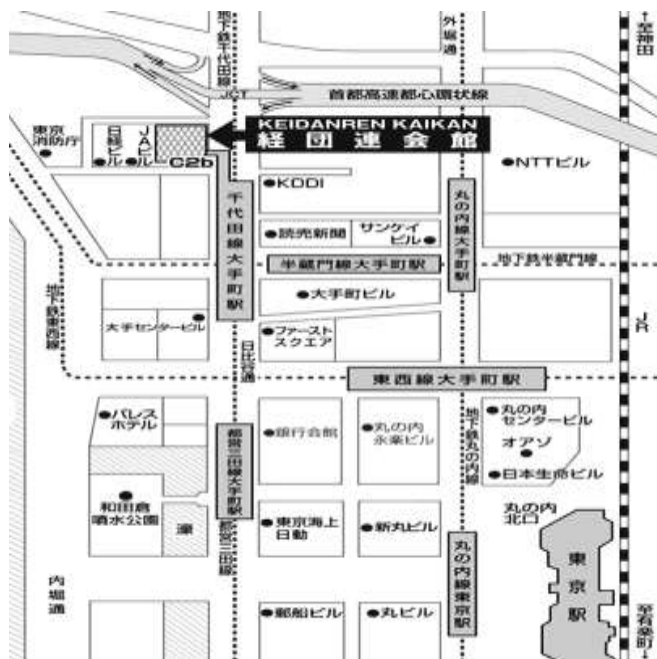 地下鉄千代田線
外堀通
←至神田
JCT
首都高速都心環状線
KEIDANREN KAIKAN
経団連会館
東京
消防庁
日経ビル
JAビル
C2b
NTTビル
KDDI
千代田線大手町駅
丸の内線大手町駅
読売新聞
サンケイ
ビル
半蔵門線大手町駅
地下鉄半蔵門線
地下鉄東西線
大手町ビル
JR
大手センタービル
ファースト
スクエア
日比谷通
東西線大手町駅
パレス
ホテル
都営三田線大手町駅
銀行会館
丸の内
永楽ビル
地下鉄丸の内線
丸の内
センタービル
オアゾ
日本生命ビル
和田倉
噴水公園
濠
都営三田線
東京海上
日動
新丸ビル
丸の内
北口
丸の内線東京駅
東京駅
内堀通
郵船ビル
丸ビル
至有楽町→